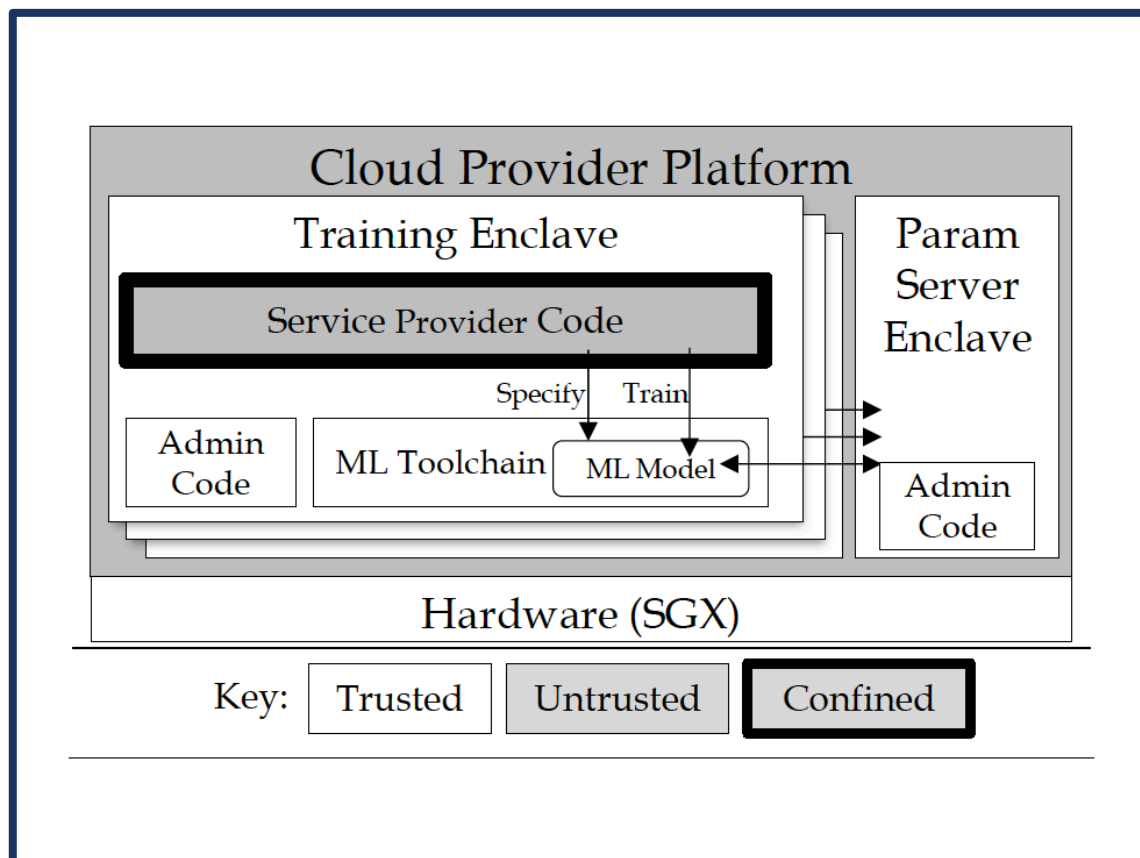 Cloud Provider Platform
Training Enclave
Service Provider Code
Specify
Train
Admin
Code
ML Toolchain
ML Model
Param
Server
Enclave
Admin
Code
Hardware (SGX)
Key:
Trusted
Untrusted
Confined